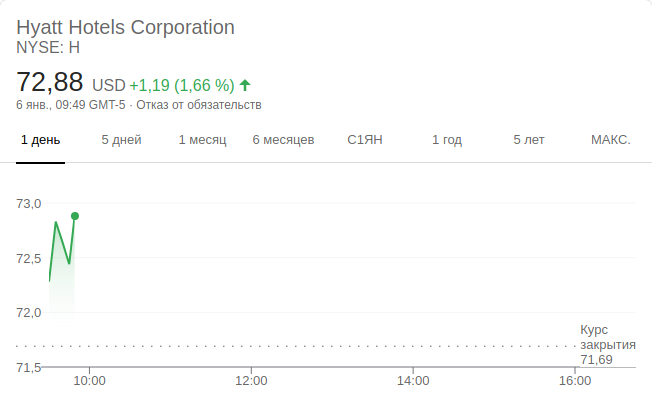 Hyatt Hotels Corporation
NYSE: H
72,88 USD +1,19 (1,66 %)
6 янв., 09:49 GMT-5 · Отказ от обязательств
1 день 5 дней 1 месяц 6 месяцев С1ЯН 1 год 5 лет МАКС.
73,0
72,5
72,0
Курс
закрытия
71,69
71,5
10:00 12:00 14:00 16:00